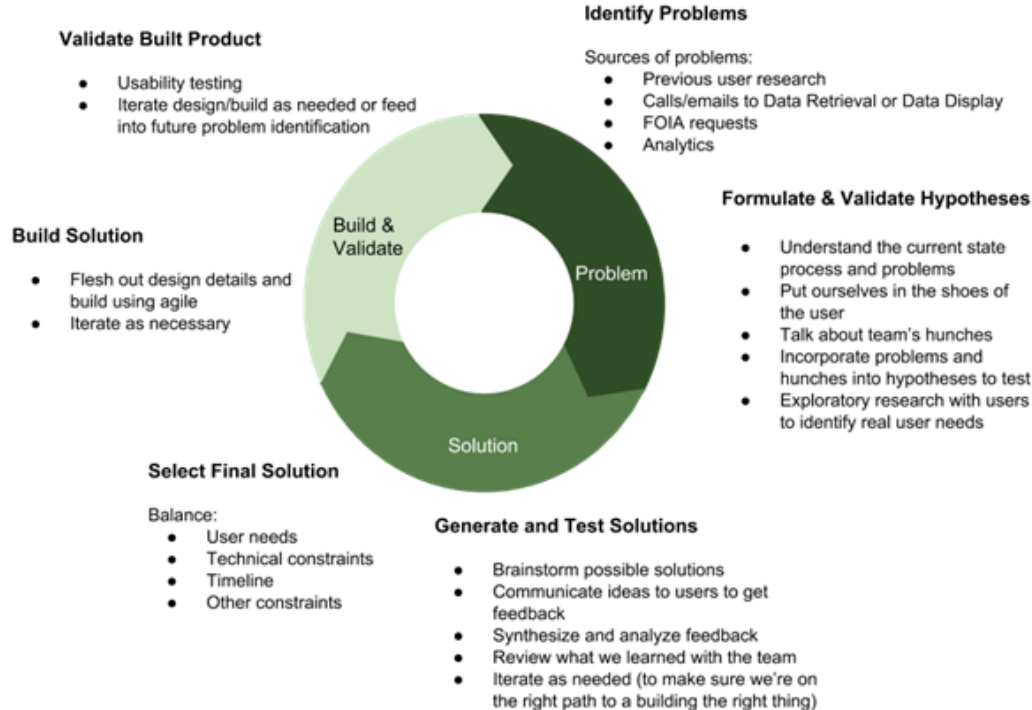 Identify Problems
Sources of problems:
● Previous user research
● Calls/emails to Data Retrieval or Data Display
● FOIA requests
● Analytics
Formulate & Validate Hypotheses
● Understand the current state
process and problems
● Put ourselves in the shoes of
the user
● Talk about team's hunches
● Incorporate problems and
hunches into hypotheses to test
● Exploratory research with users
to identify real user needs
Generate and Test Solutions
● Brainstorm possible solutions
● Communicate ideas to users to get
feedback
● Synthesize and analyze feedback
● Review what we learned with the team
● Iterate as needed (to make sure we're on
the right path to a building the right thing)
Select Final Solution
Balance:
● User needs
● Technical constraints
● Timeline
● Other constraints
Build Solution
● Flesh out design details and
build using agile
● Iterate as necessary
Validate Built Product
● Usability testing
● Iterate design/build as needed or feed
into future problem identification
Problem
Solution
Build &
Validate